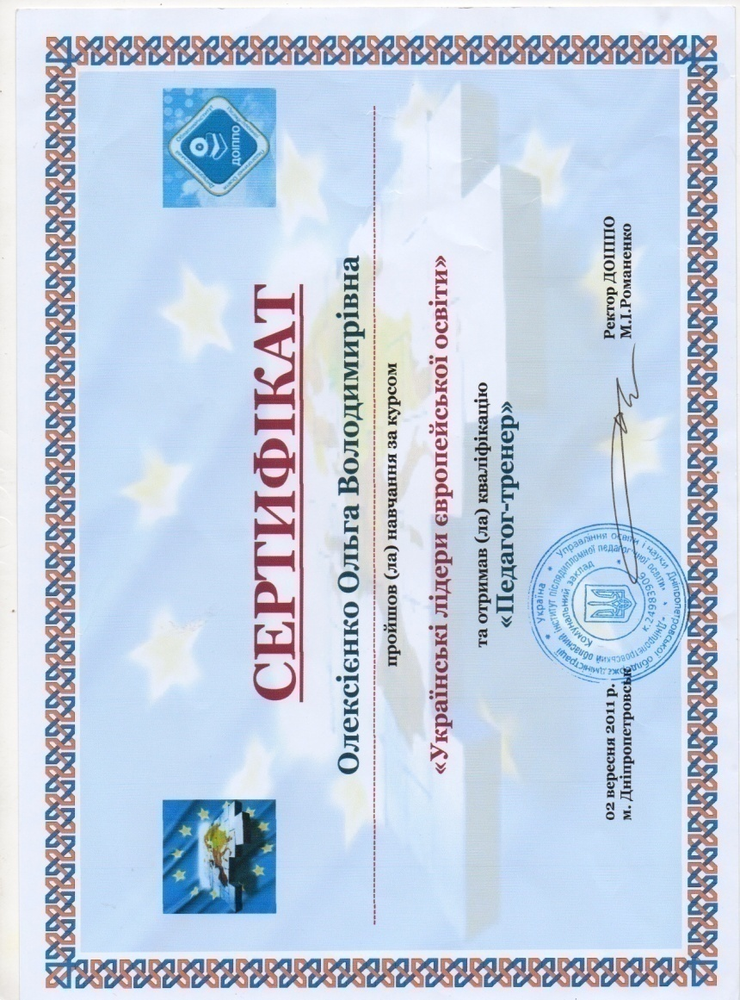 ДОІППО
СЕРТИФІКАТ
Олексієнко Ольга Володимирівна
пройшов (ла) навчання за курсом
«Українські лідери європейської освіти»
та отримав (ла) кваліфікацію
«Педагог-тренер»
02 вересня 2011 р.
м. Дніпропетровськ
Україна * Управління освіти і науки Дніпропетровської облдержадміністрації
Дніпропетровський обласний інститут післядипломної педагогічної освіти
Комунальний заклад
Ректор ДОІППО
М.І.Романенко